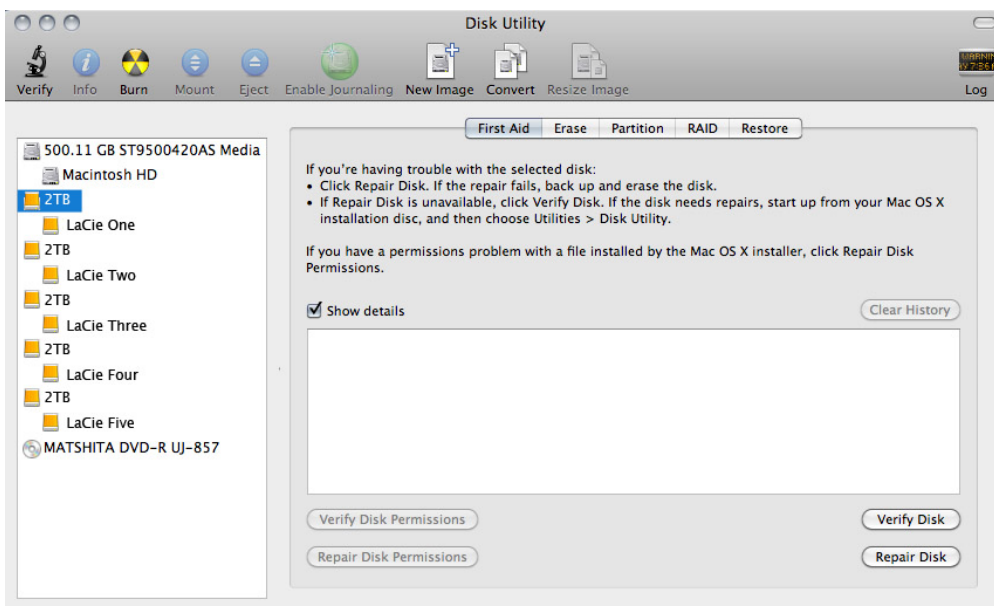 Disk Utility
Verify Info Burn Mount Eject Enable Journaling New Image Convert Resize Image Log
WARNIN
W 7:36
500.11 GB ST9500420AS Media
Macintosh HD
2TB
LaCie One
2TB
LaCie Two
2TB
LaCie Three
2TB
LaCie Four
2TB
LaCie Five
MATSHITA DVD-R UJ-857
First Aid Erase Partition RAID Restore
If you're having trouble with the selected disk:
• Click Repair Disk. If the repair fails, back up and erase the disk.
• If Repair Disk is unavailable, click Verify Disk. If the disk needs repairs, start up from your Mac OS X
installation disc, and then choose Utilities > Disk Utility.
If you have a permissions problem with a file installed by the Mac OS X installer, click Repair Disk
Permissions.
Show details
Clear History
Verify Disk Permissions Verify Disk
Repair Disk Permissions Repair Disk